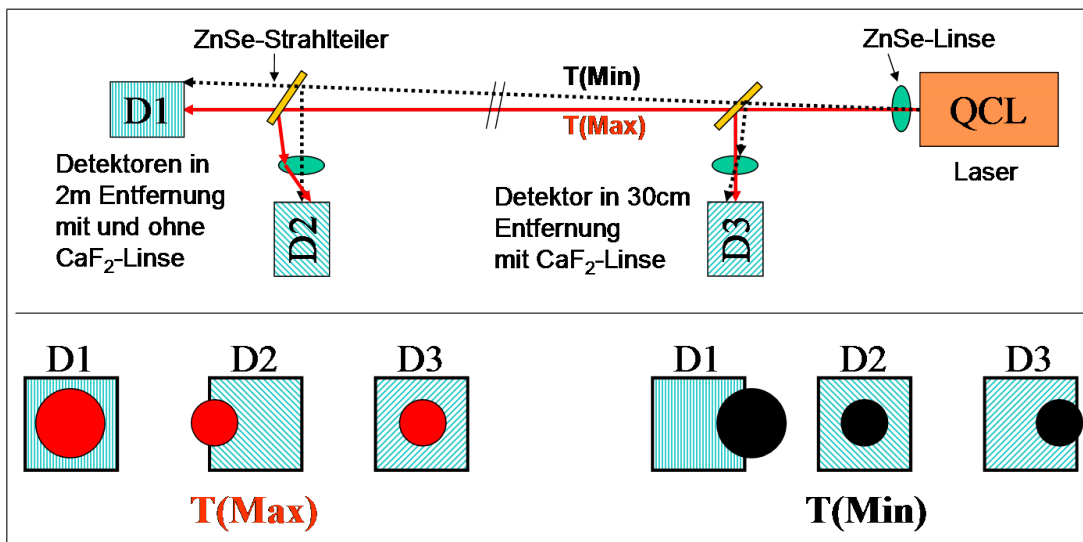 ZnSe-Strahlteiler
ZnSe-Linse
T(Min)
D1
T(Max)
QCL
Laser
Detektoren in
2m Entfernung
mit und ohne
CaF₂-Linse
D2
Detektor in 30cm
Entfernung
mit CaF₂-Linse
D3
D1
D2
D3
D1
D2
D3
T(Max)
T(Min)